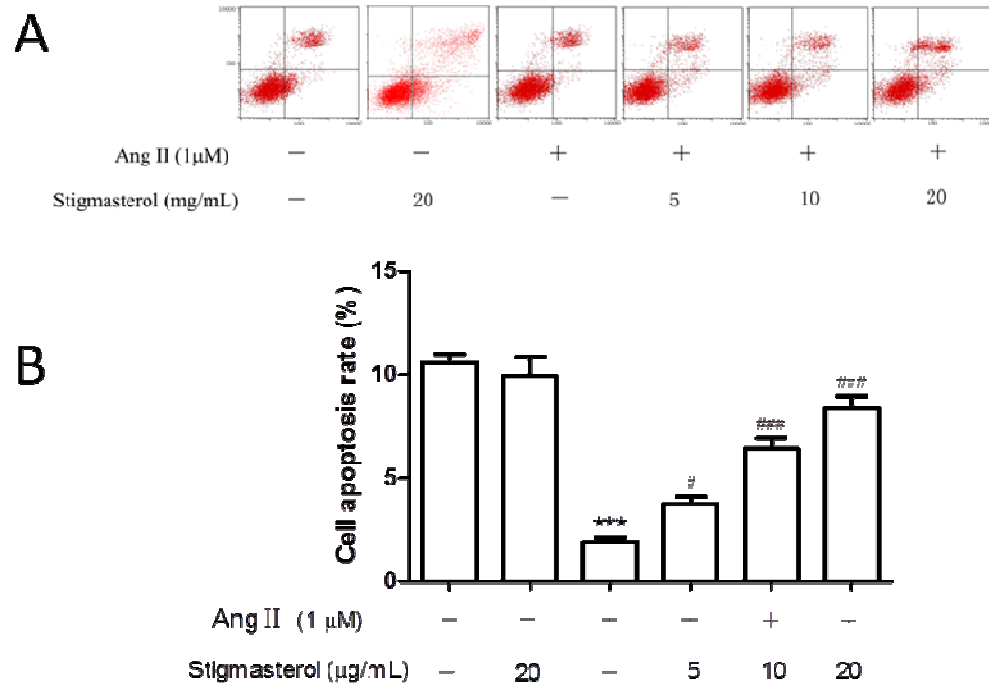 A
Ang II (1μM) — — + + + +
Stigmasterol (mg/mL) — 20 — 5 10 20
B
Cell apoptosis rate (%)
15
10
5
0
***
#
###
###
Ang II (1 μM) – – – – + –
Stigmasterol (μg/mL) – 20 – 5 10 20